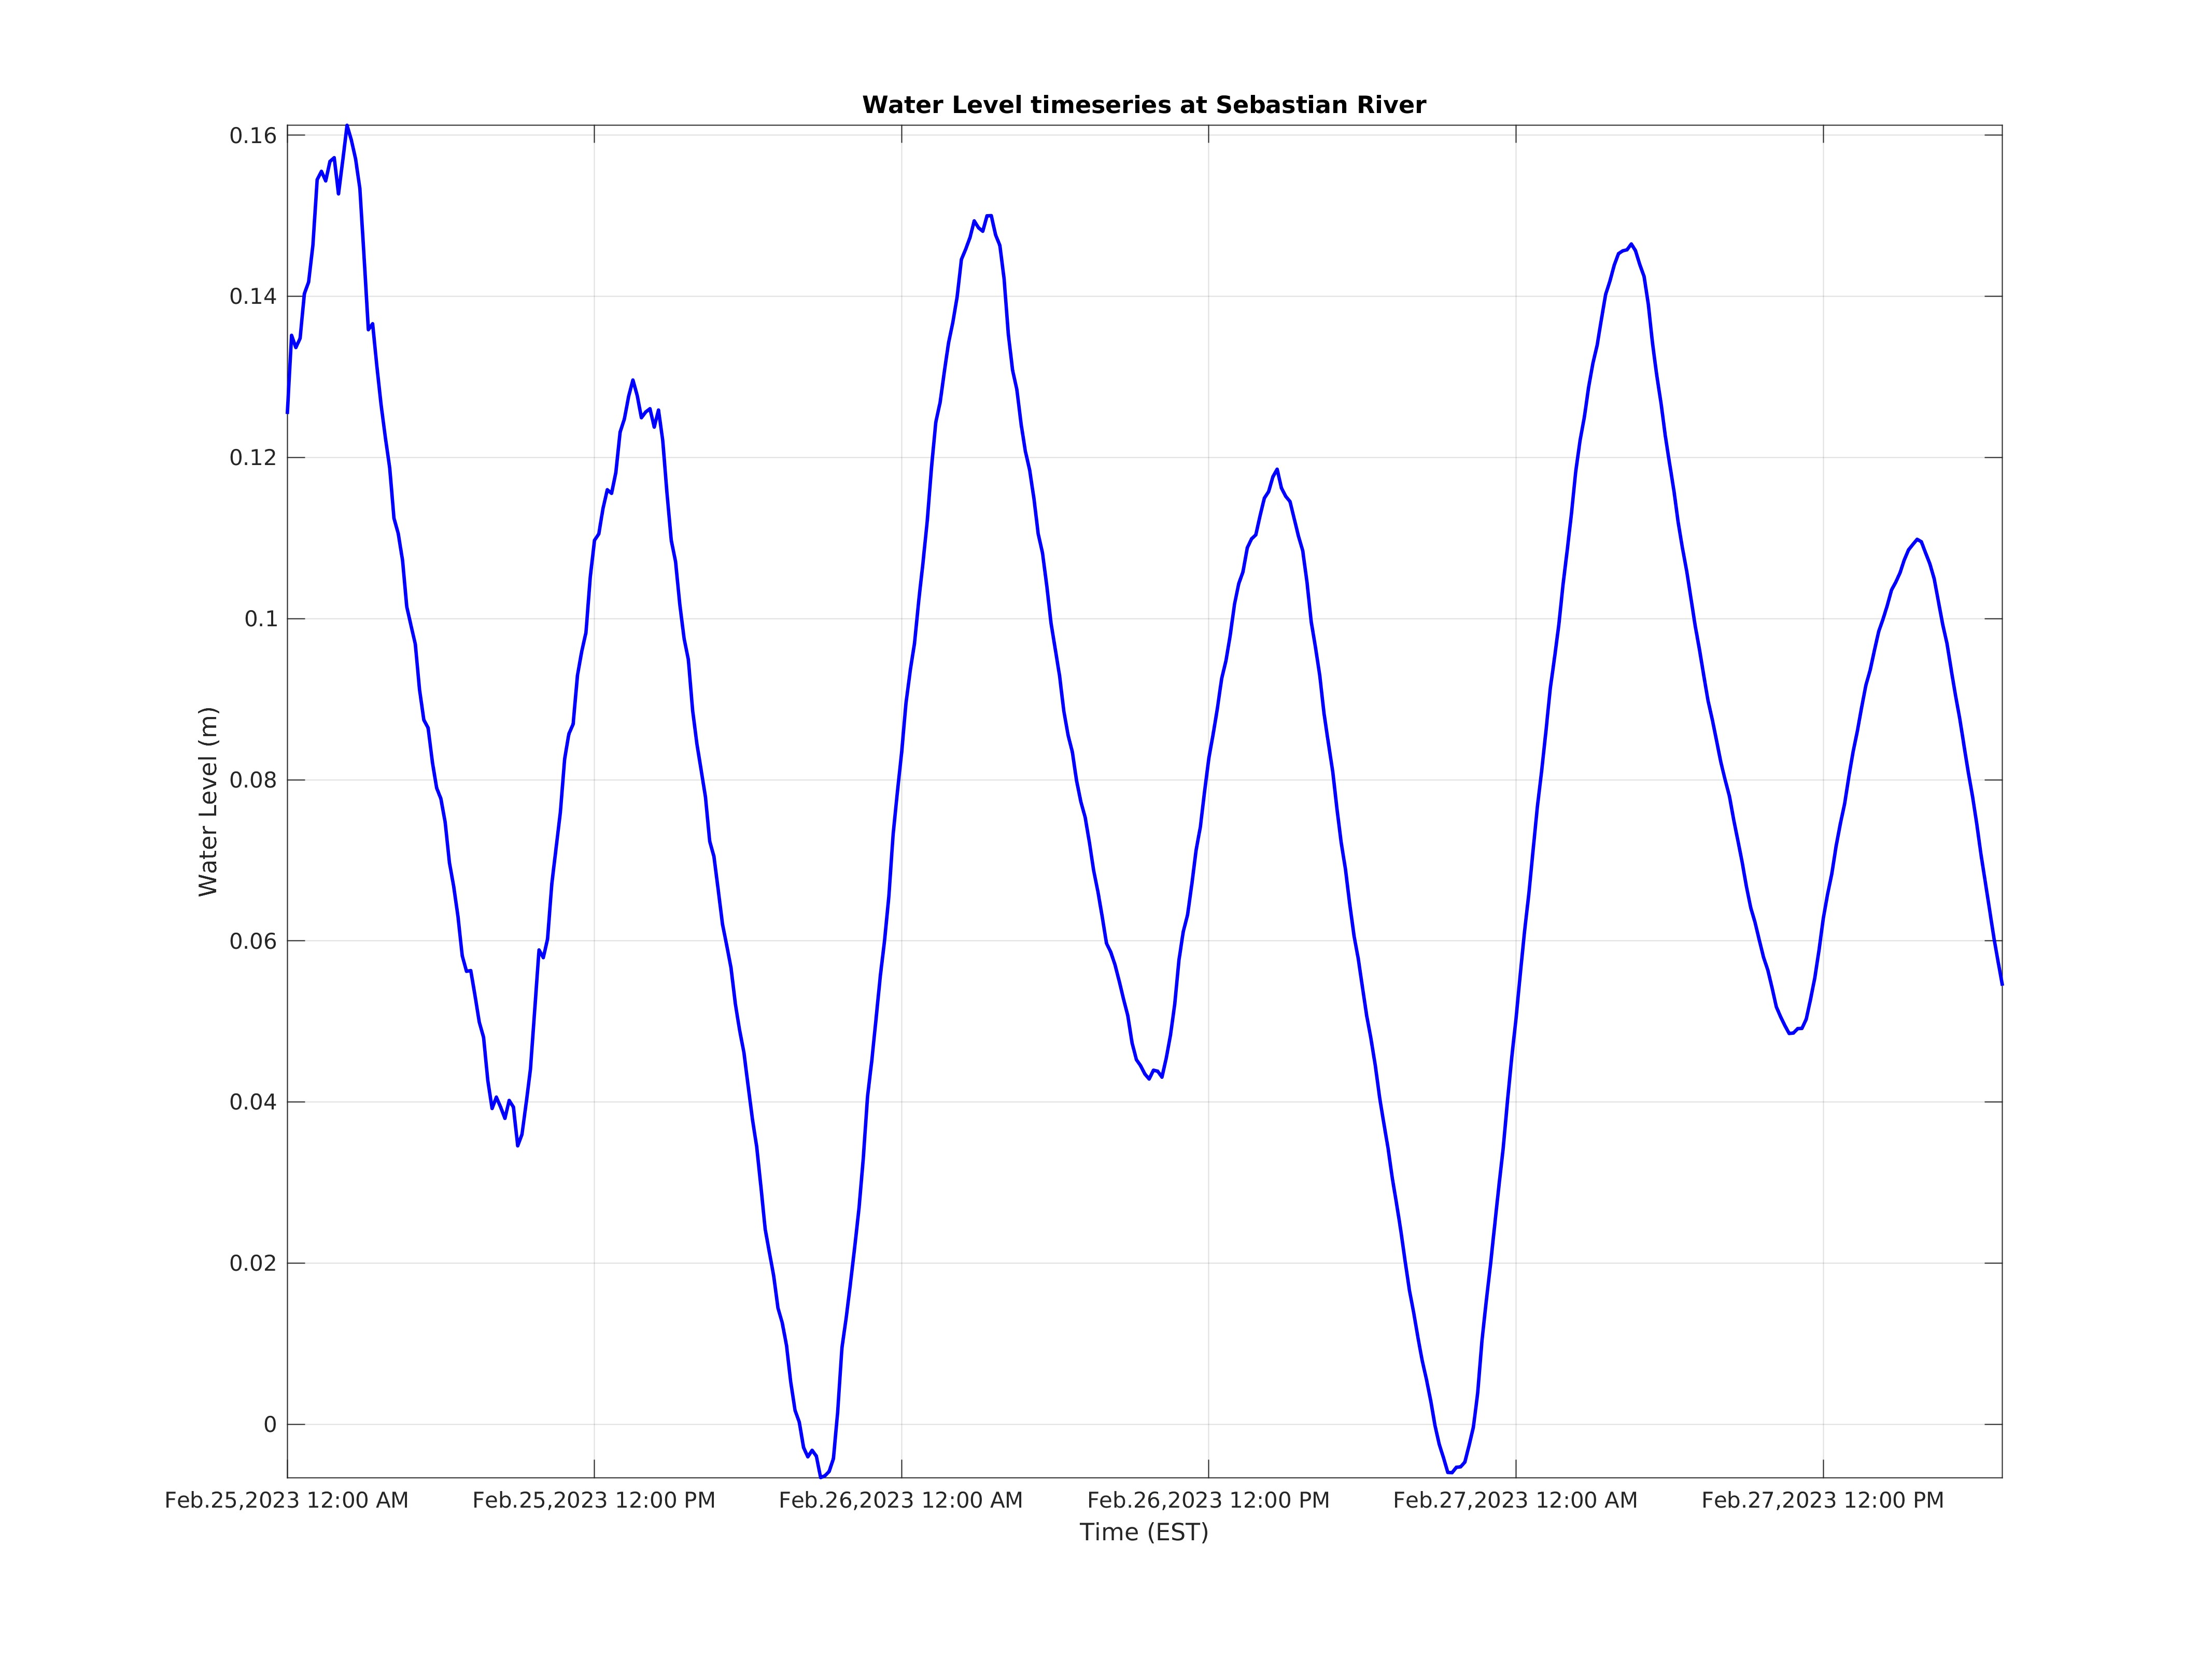 Water Level timeseries at Sebastian River
0.16
0.14
0.12
0.1
0.08
0.06
0.04
0.02
0
Water Level (m)
Feb.25,2023 12:00 AM Feb.25,2023 12:00 PM Feb.26,2023 12:00 AM Feb.26,2023 12:00 PM Feb.27,2023 12:00 AM Feb.27,2023 12:00 PM
Time (EST)